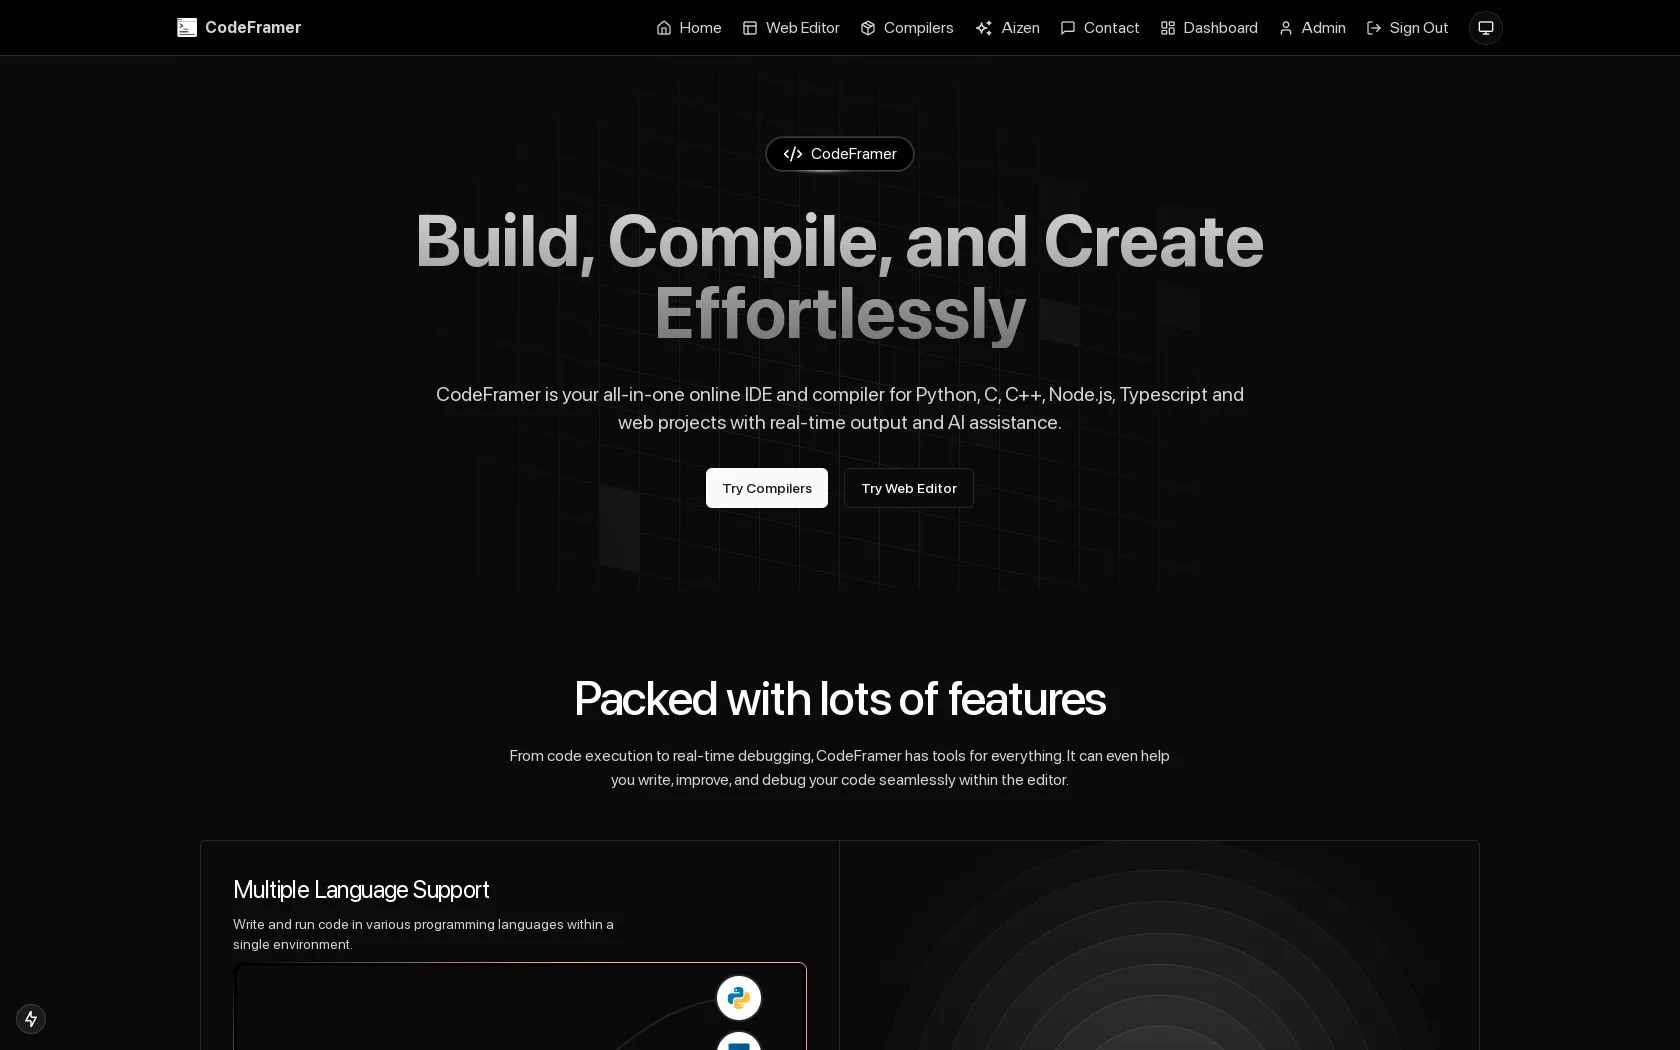 CodeFramer
Home
Web Editor
Compilers
Aizen
Contact
Dashboard
Admin
Sign Out
CodeFramer
Build, Compile, and Create
Effortlessly
CodeFramer is your all-in-one online IDE and compiler for Python, C, C++, Node.js, Typescript and
web projects with real-time output and AI assistance.
Try Compilers
Try Web Editor
Packed with lots of features
From code execution to real-time debugging, CodeFramer has tools for everything. It can even help
you write, improve, and debug your code seamlessly within the editor.
Multiple Language Support
Write and run code in various programming languages within a
single environment.